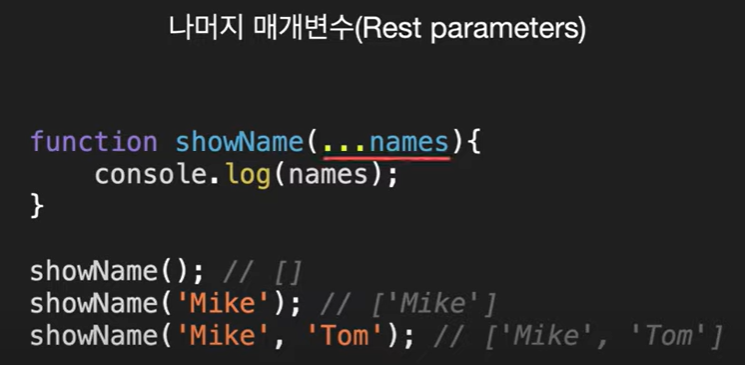 나머지 매개변수(Rest parameters)
function showName(...names){
    console.log(names);
}
showName(); // []
showName('Mike'); // ['Mike']
showName('Mike', 'Tom'); // ['Mike', 'Tom']